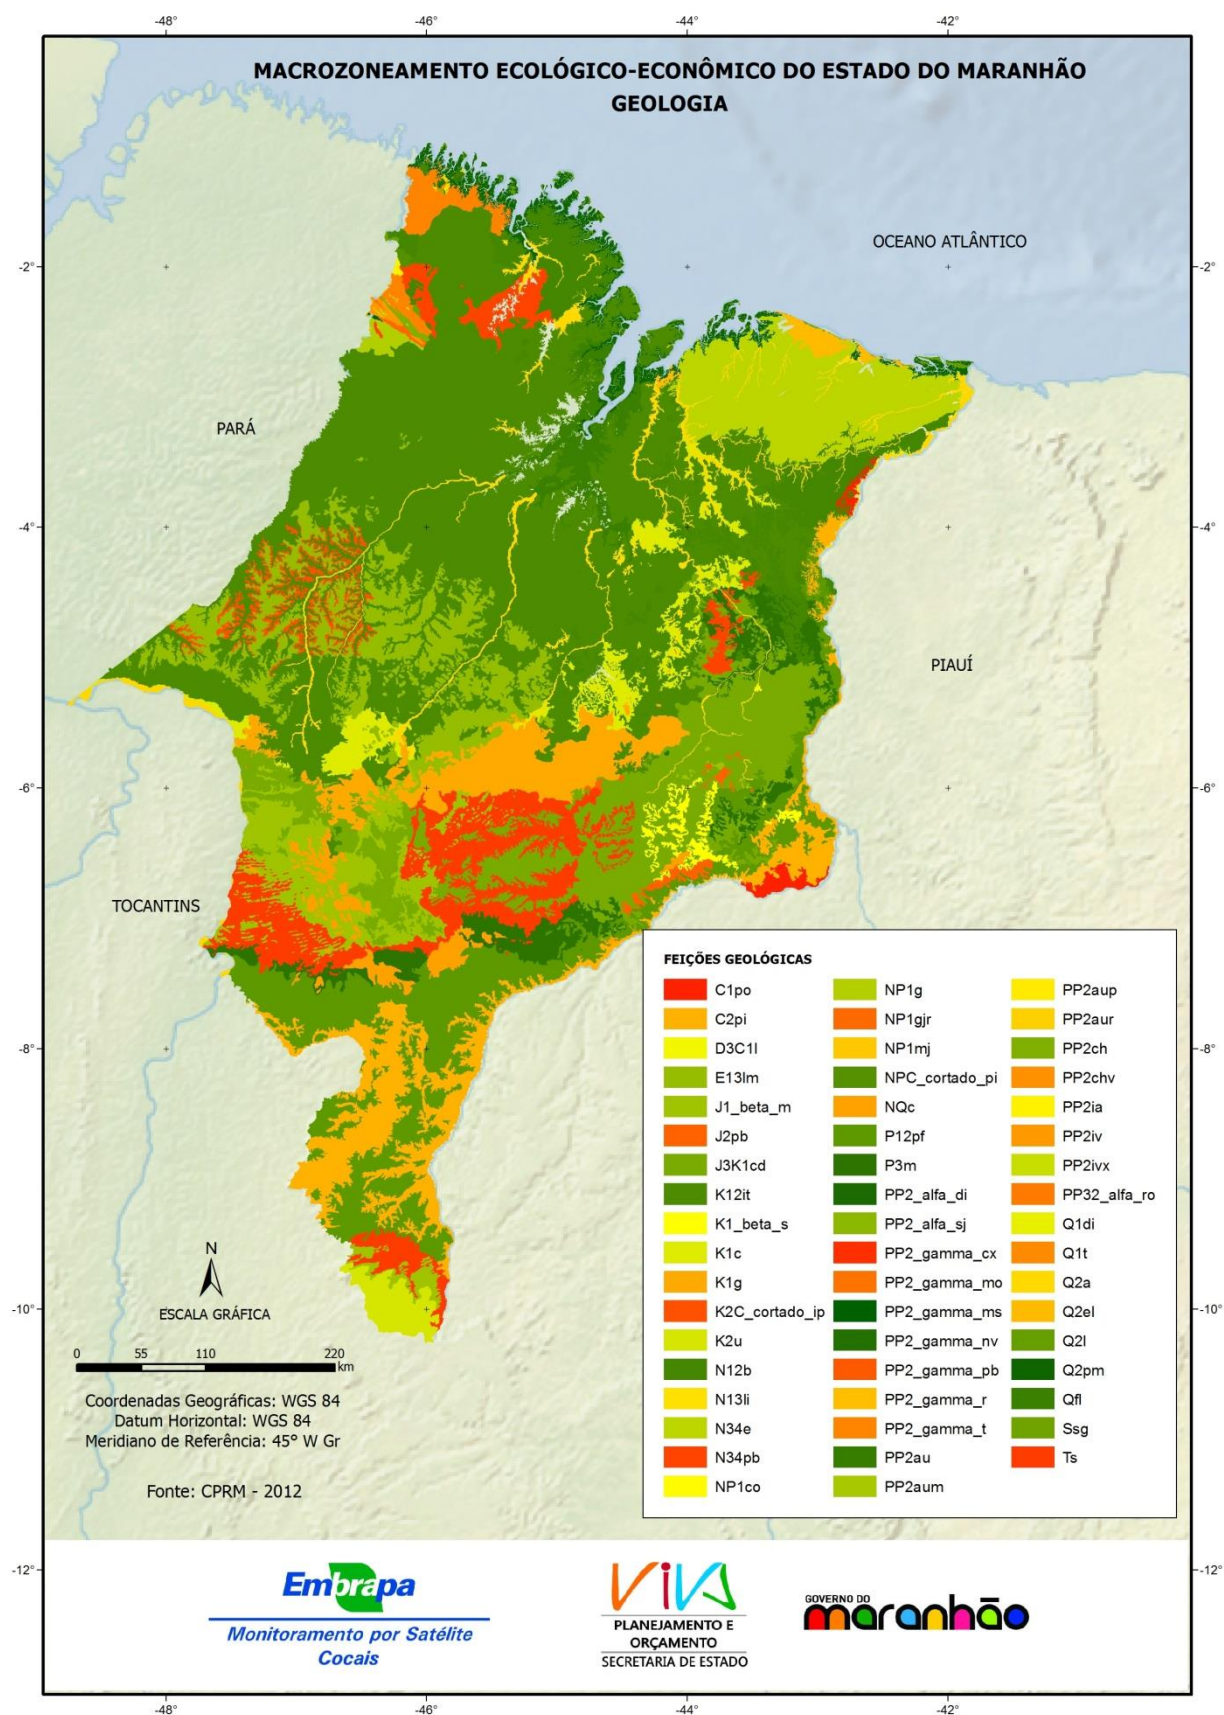 -48°
-46°
-44°
-42°
MACROZONEAMENTO ECOLÓGICO-ECONÔMICO DO ESTADO DO MARANHÃO
GEOLOGIA
OCEANO ATLÂNTICO
-2°
-2°
PARÁ
-4°
-4°
PIAUÍ
-6°
-6°
TOCANTINS
-8°
-8°
-10°
-10°
-12°
-12°
FEIÇÕES GEOLÓGICAS
C1po
C2pi
D3C1l
E13lm
J1_beta_m
J2pb
J3K1cd
K12it
K1_beta_s
K1c
K1g
K2C_cortado_ip
K2u
N12b
N13li
N34e
N34pb
NP1co
NP1g
NP1gjr
NP1mj
NPC_cortado_pi
NQc
P12pf
P3m
PP2_alfa_di
PP2_alfa_sj
PP2_gamma_cx
PP2_gamma_mo
PP2_gamma_ms
PP2_gamma_nv
PP2_gamma_pb
PP2_gamma_r
PP2_gamma_t
PP2au
PP2aum
PP2aup
PP2aur
PP2ch
PP2chv
PP2ia
PP2iv
PP2ivx
PP32_alfa_ro
Q1di
Q1t
Q2a
Q2el
Q2l
Q2pm
Qfl
Ssg
Ts
N
ESCALA GRÁFICA
0 55 110 220
km
Coordenadas Geográficas: WGS 84
Datum Horizontal: WGS 84
Meridiano de Referência: 45° W Gr
Fonte: CPRM - 2012
Embrapa
Monitoramento por Satélite
Cocais
VIVA
PLANEJAMENTO E
ORÇAMENTO
SECRETARIA DE ESTADO
GOVERNO DO
maranhão
-48°
-46°
-44°
-42°